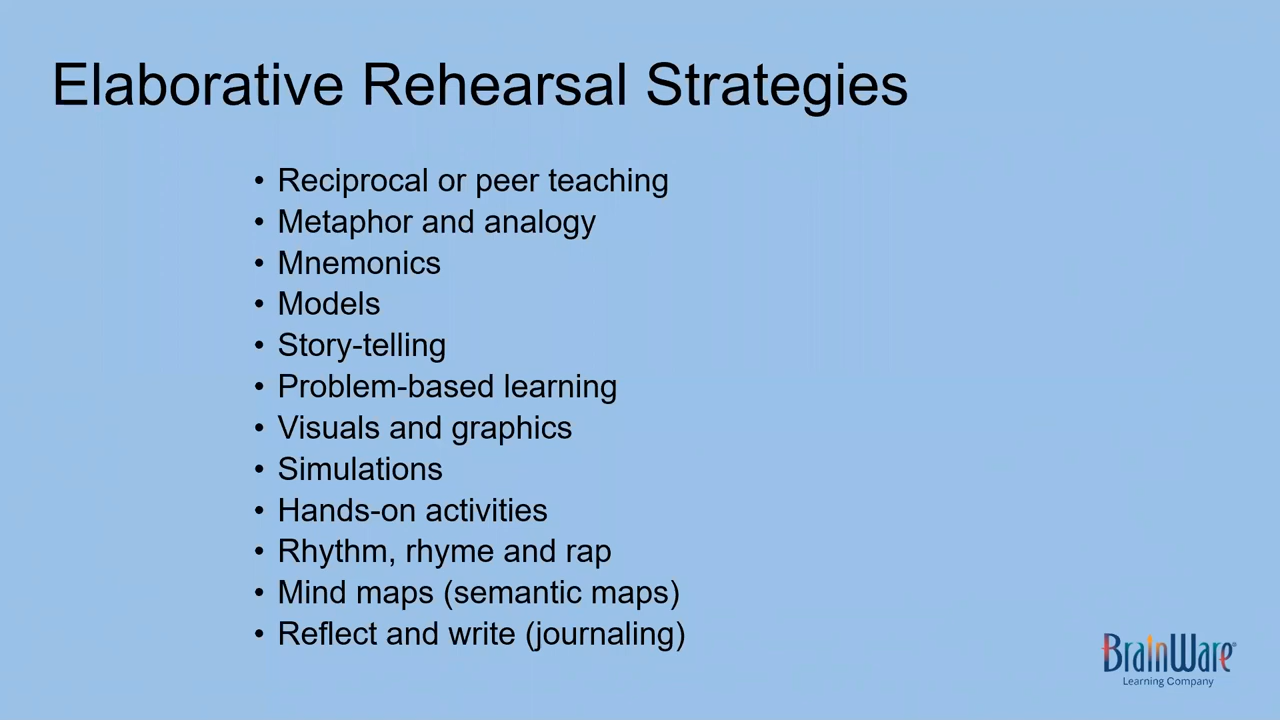 Elaborative Rehearsal Strategies
• Reciprocal or peer teaching
• Metaphor and analogy
• Mnemonics
• Models
• Story-telling
• Problem-based learning
• Visuals and graphics
• Simulations
• Hands-on activities
• Rhythm, rhyme and rap
• Mind maps (semantic maps)
• Reflect and write (journaling)
BrainWare®
Learning Company